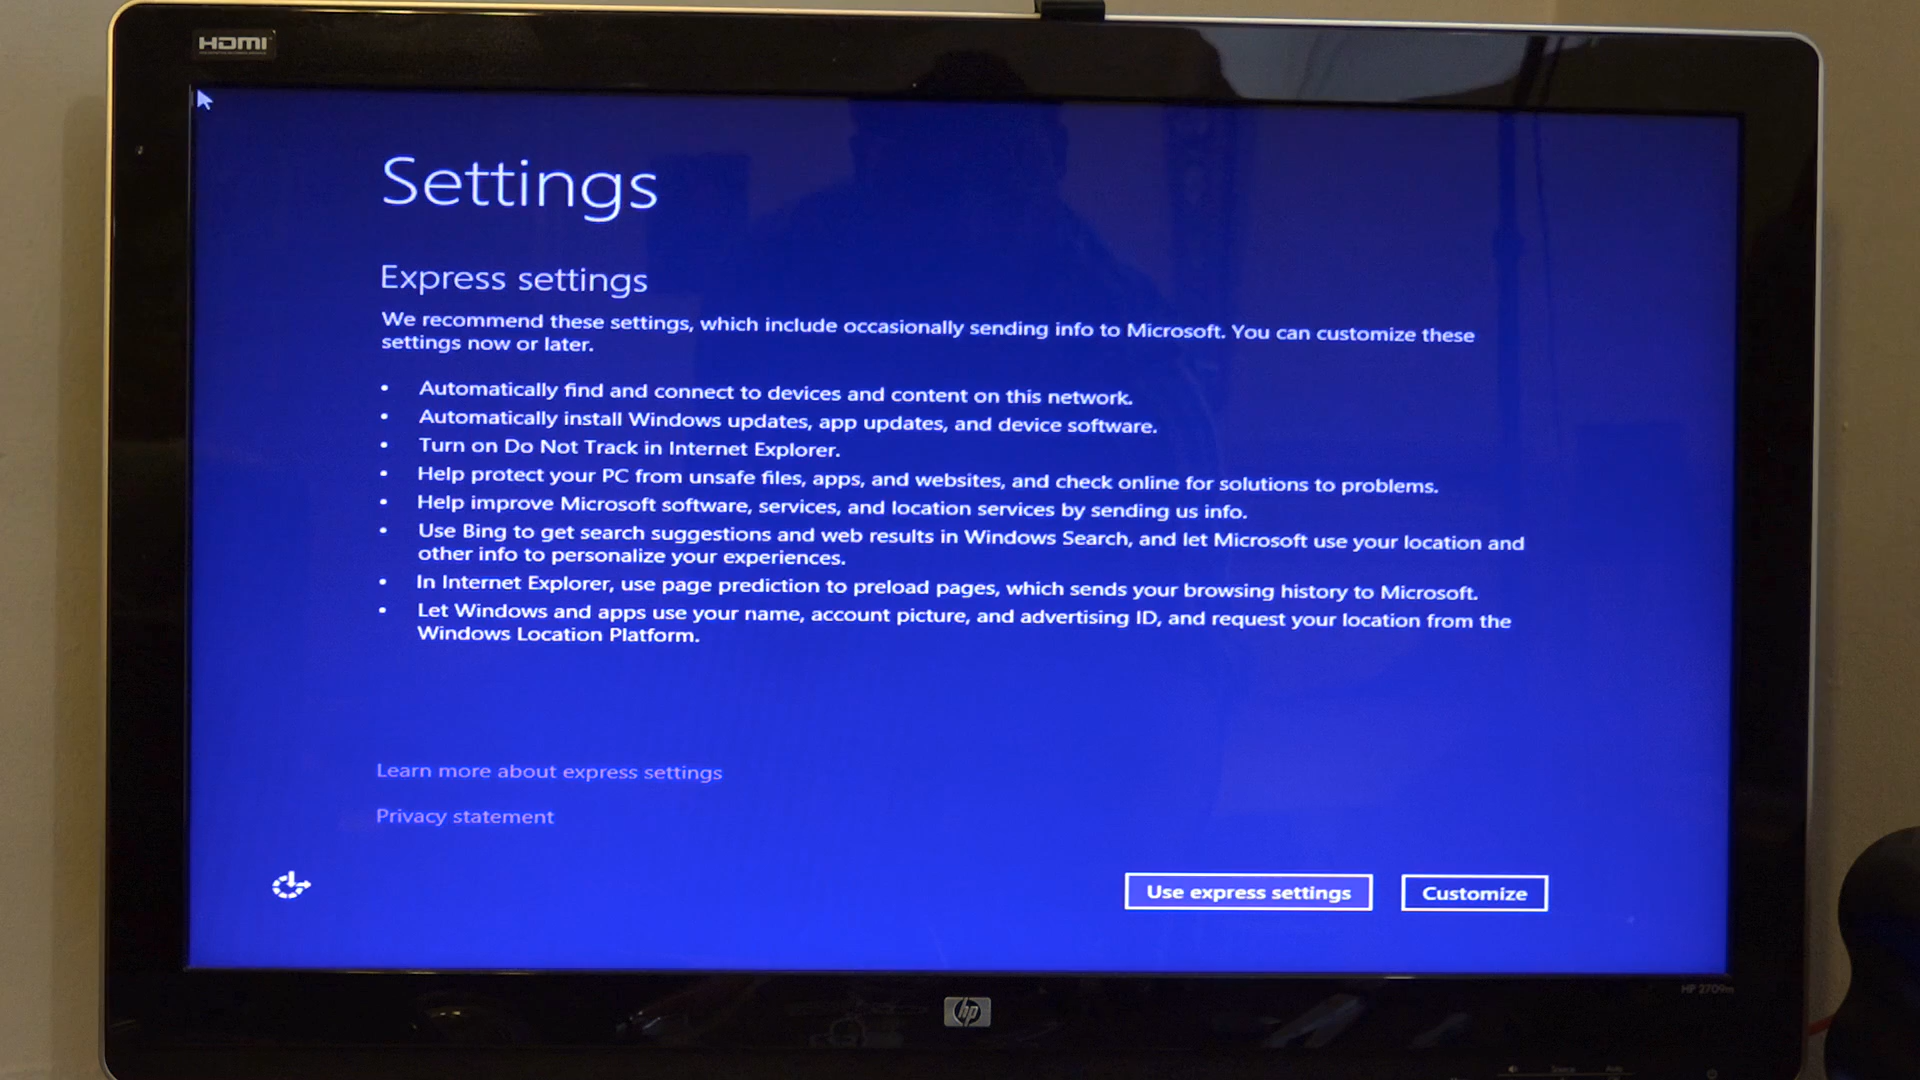 HDMI
Settings
Express settings
We recommend these settings, which include occasionally sending info to Microsoft. You can customize these
settings now or later.
• Automatically find and connect to devices and content on this network.
• Automatically install Windows updates, app updates, and device software.
• Turn on Do Not Track in Internet Explorer.
• Help protect your PC from unsafe files, apps, and websites, and check online for solutions to problems.
• Help improve Microsoft software, services, and location services by sending us info.
• Use Bing to get search suggestions and web results in Windows Search, and let Microsoft use your location and
other info to personalize your experiences.
• In Internet Explorer, use page prediction to preload pages, which sends your browsing history to Microsoft.
• Let Windows and apps use your name, account picture, and advertising ID, and request your location from the
Windows Location Platform.
Learn more about express settings
Privacy statement
Use express settings
Customize
HP 2709m
hp